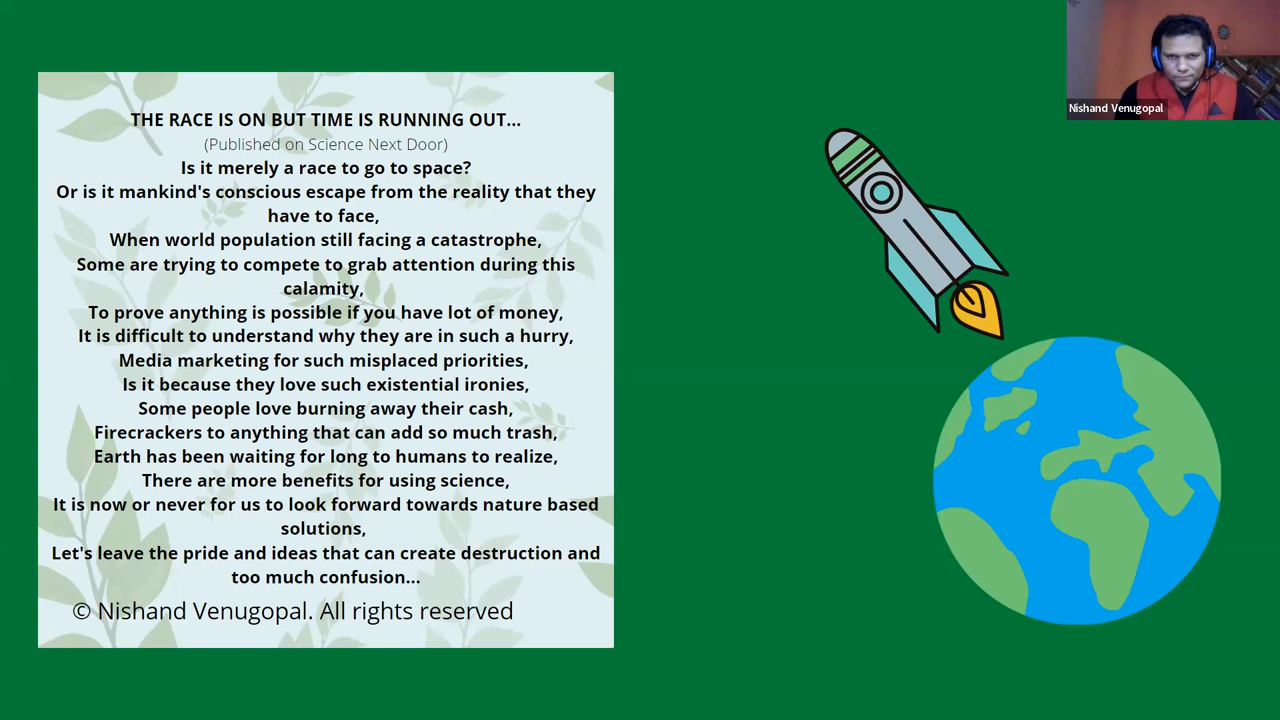 THE RACE IS ON BUT TIME IS RUNNING OUT...
(Published on Science Next Door)
Is it merely a race to go to space?
Or is it mankind's conscious escape from the reality that they
have to face,
When world population still facing a catastrophe,
Some are trying to compete to grab attention during this
calamity,
To prove anything is possible if you have lot of money,
It is difficult to understand why they are in such a hurry,
Media marketing for such misplaced priorities,
Is it because they love such existential ironies,
Some people love burning away their cash,
Firecrackers to anything that can add so much trash,
Earth has been waiting for long to humans to realize,
There are more benefits for using science,
It is now or never for us to look forward towards nature based
solutions,
Let's leave the pride and ideas that can create destruction and
too much confusion...
© Nishand Venugopal. All rights reserved
Nishand Venugopal